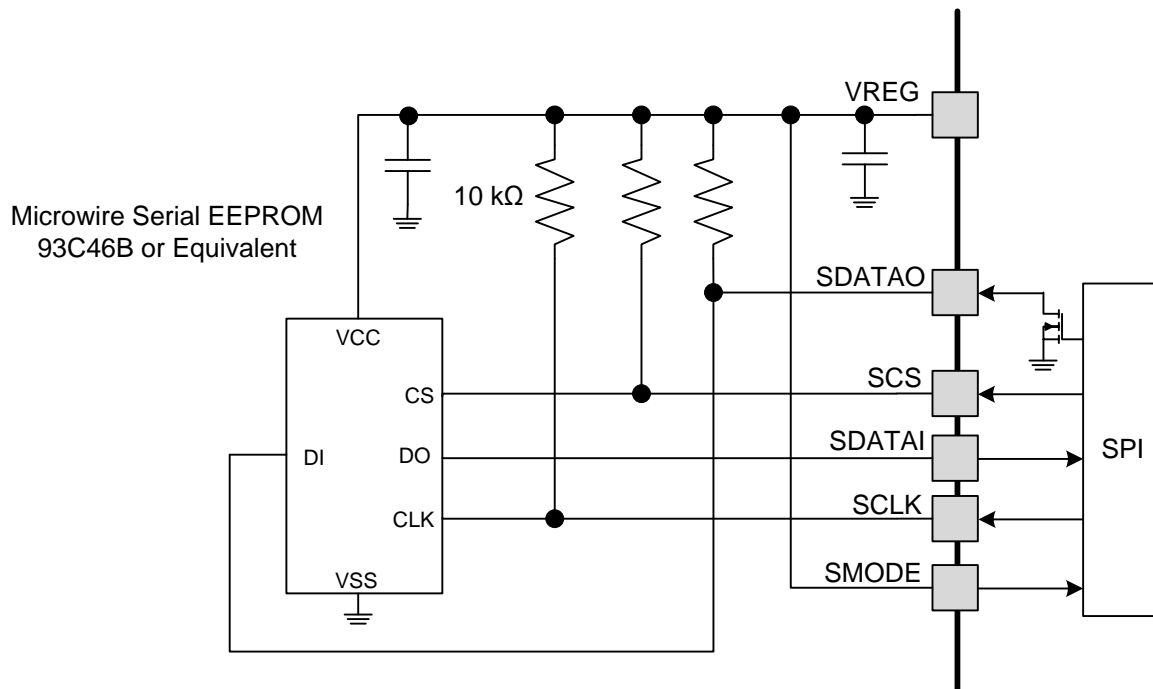 VREG
10 kΩ
Microwire Serial EEPROM
93C46B or Equivalent
SDATAO
VCC
SCS
CS
SDATAI
DI
DO
SPI
SCLK
CLK
SMODE
VSS